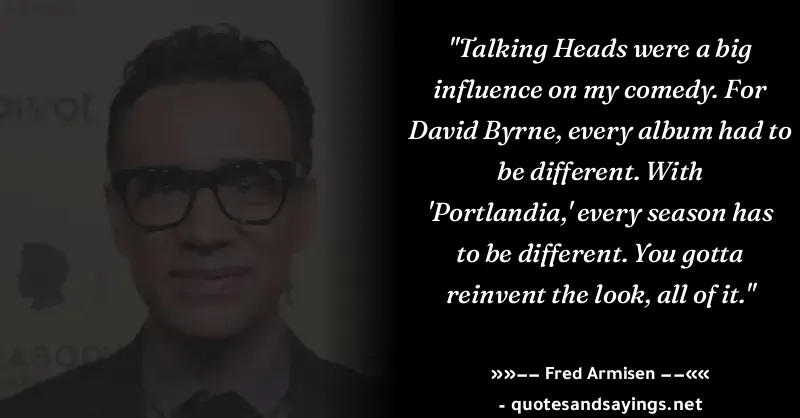 "Talking Heads were a big
influence on my comedy. For
David Byrne, every album had to
be different. With
'Portlandia,' every season has
to be different. You gotta
reinvent the look, all of it."
»»−− Fred Armisen −−««
- quotesandsayings.net
pivot